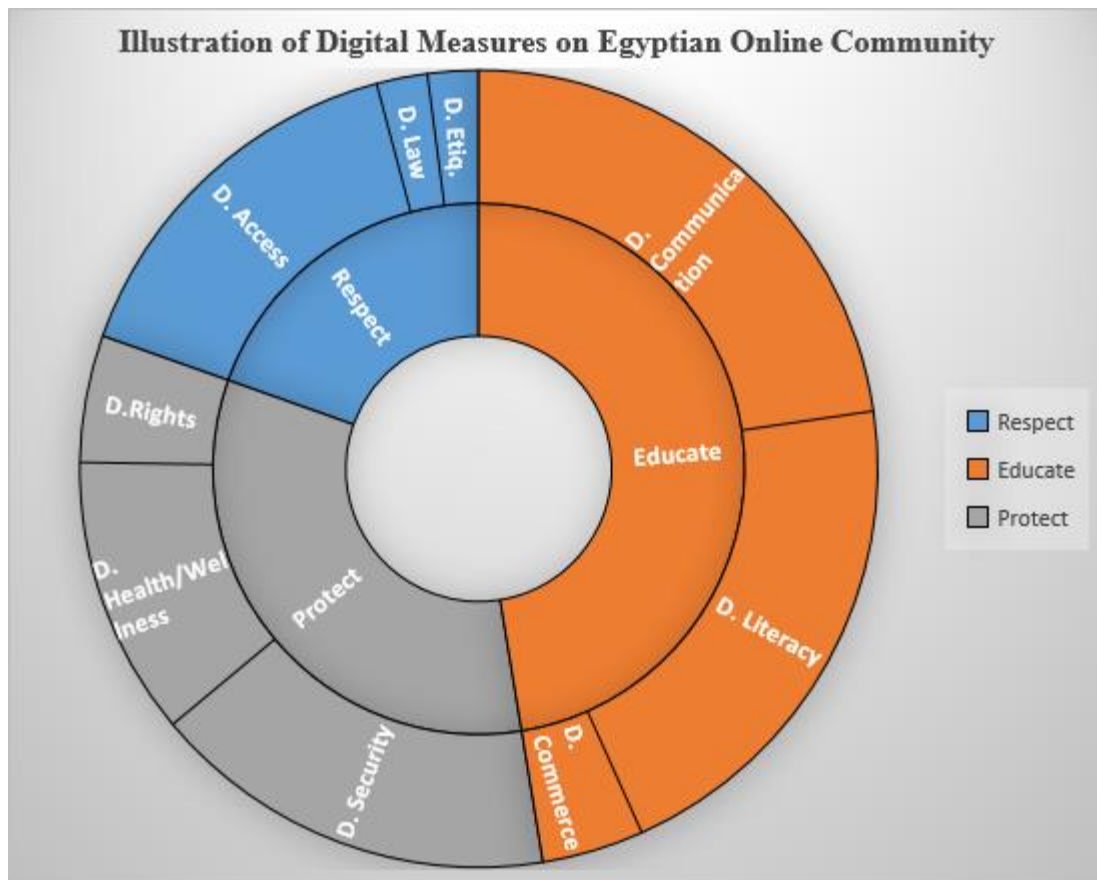 Illustration of Digital Measures on Egyptian Online Community
D. Etiq.
D. Law
D. Access
Respect
D.
Communica
tion
Educate
D. Literacy
D.
Commerce
D.Rights
D.
Health/Wel
lness
Protect
D. Security
Respect
Educate
Protect